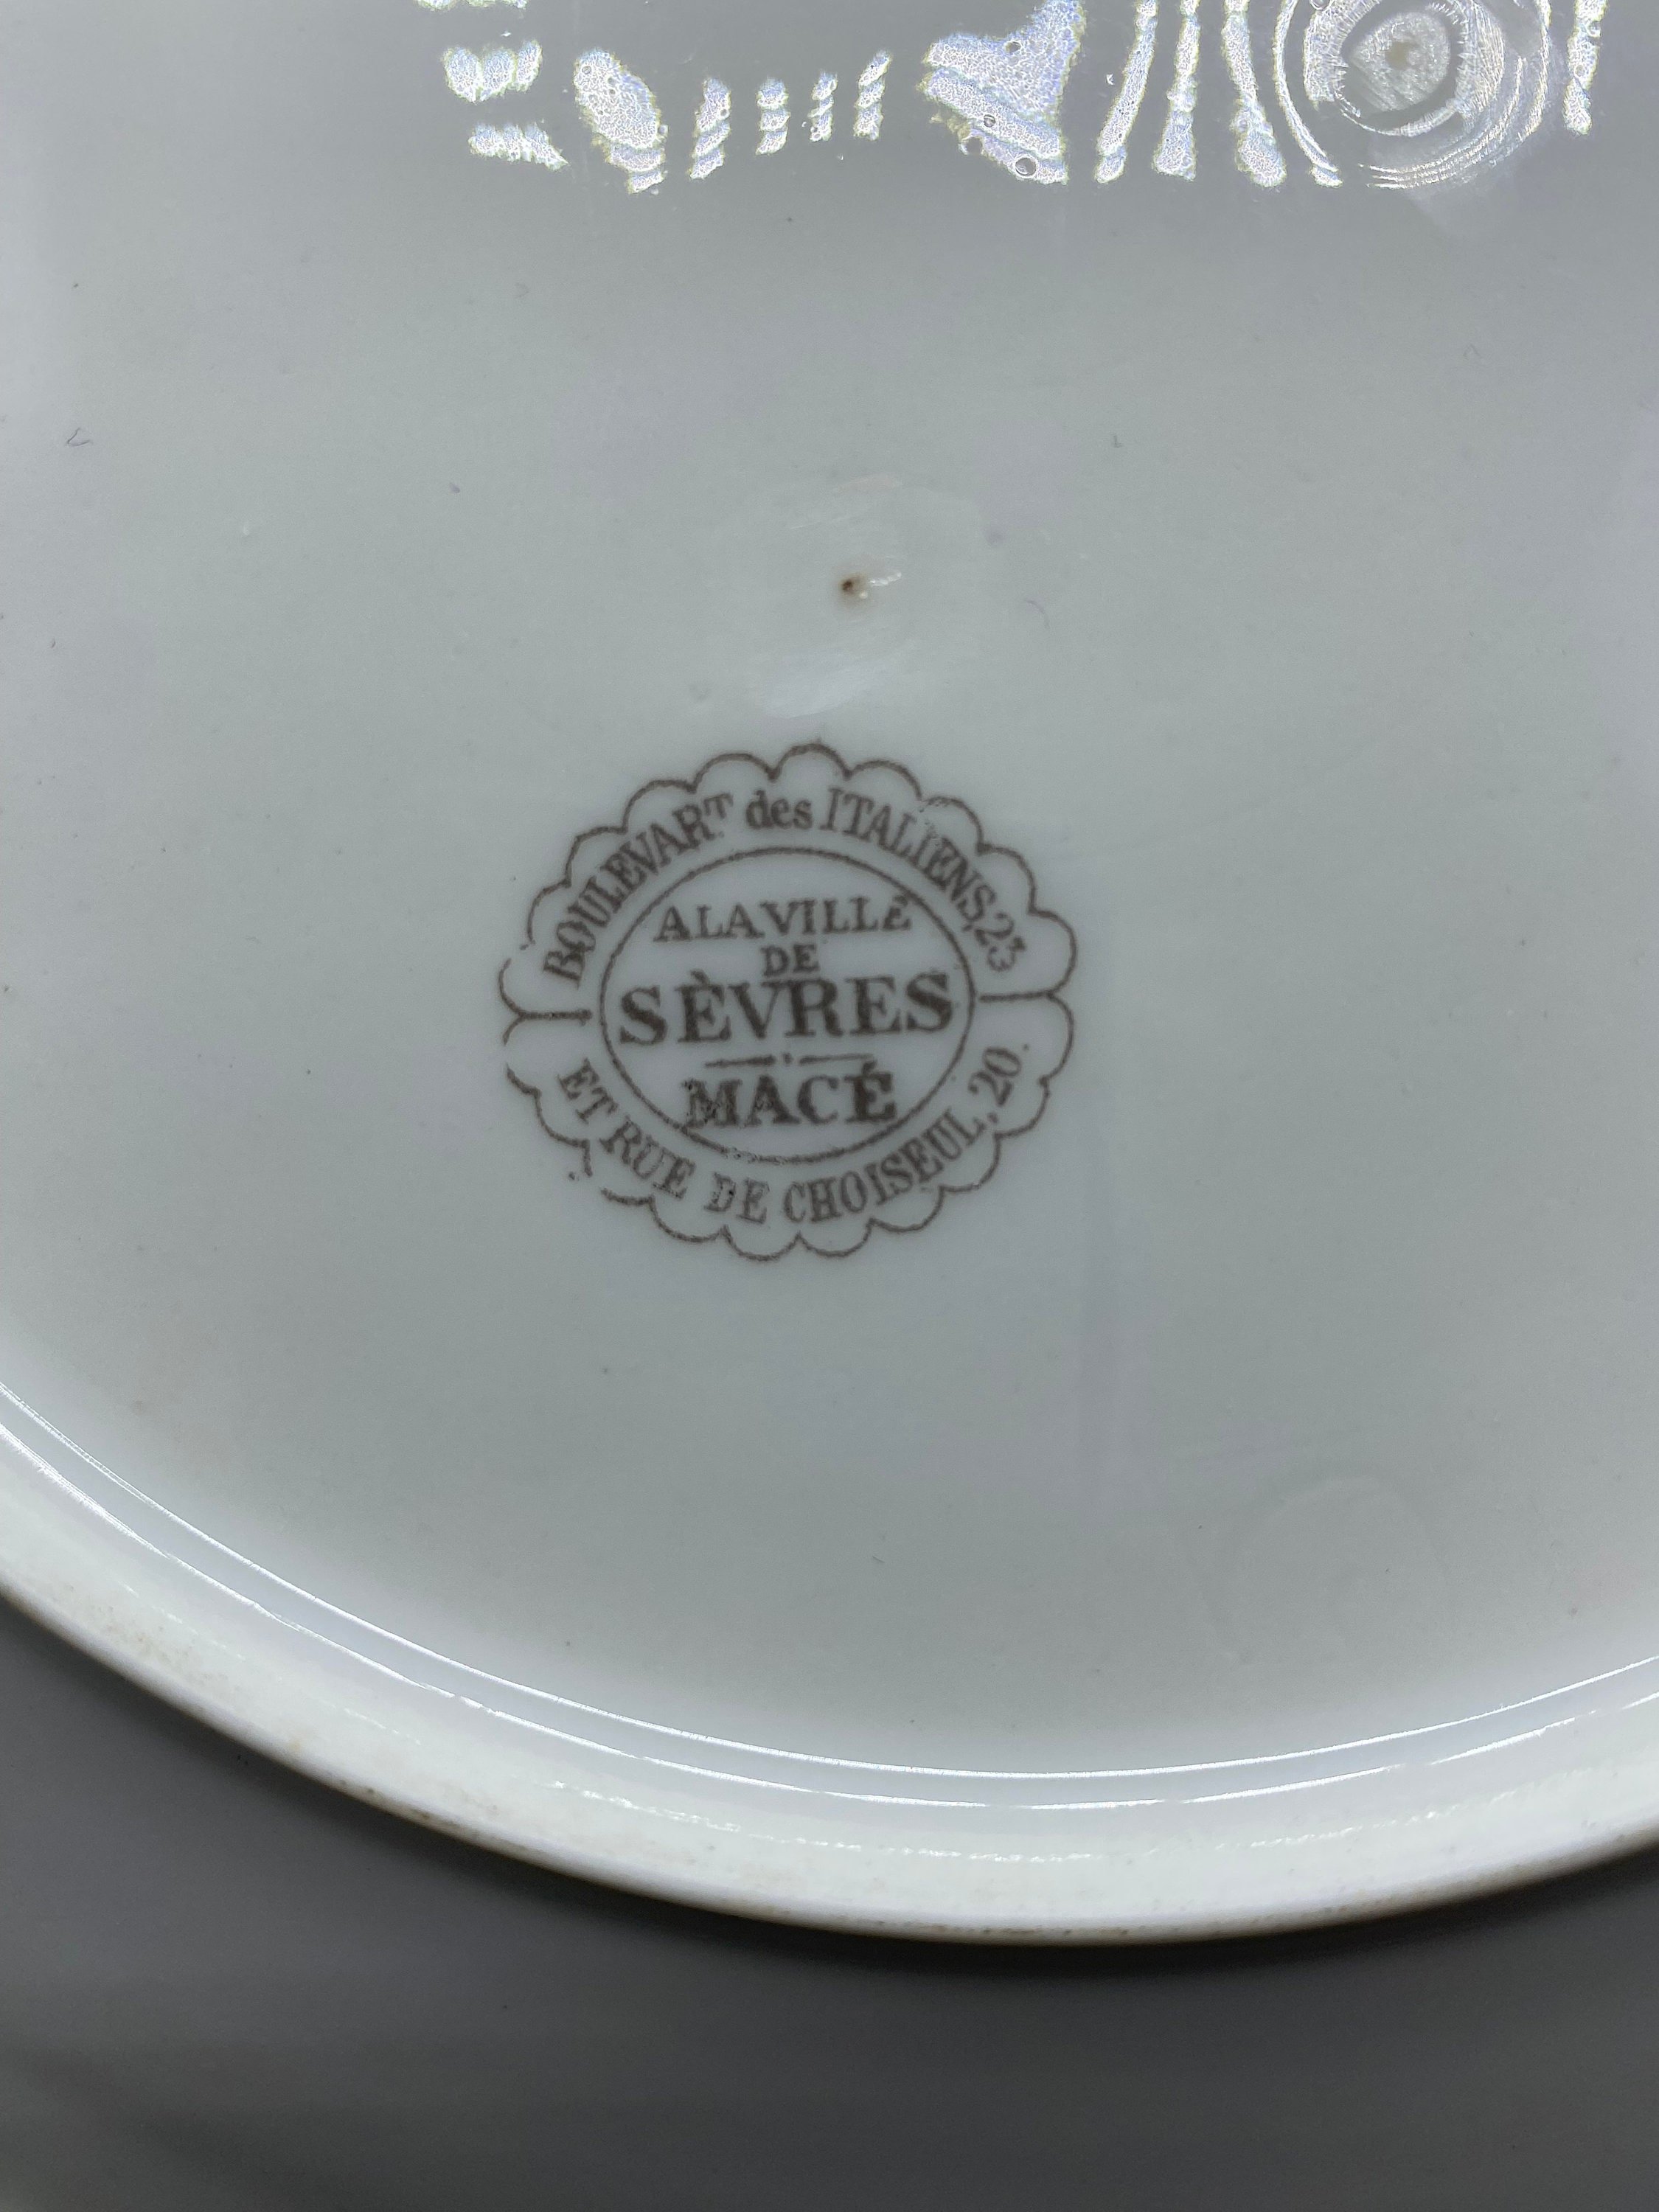 BOULEVART des ITALIENS, 23
A LA VILLE
DE
SÈVRES
MACÉ
ET RUE DE CHOISEUL, 20.